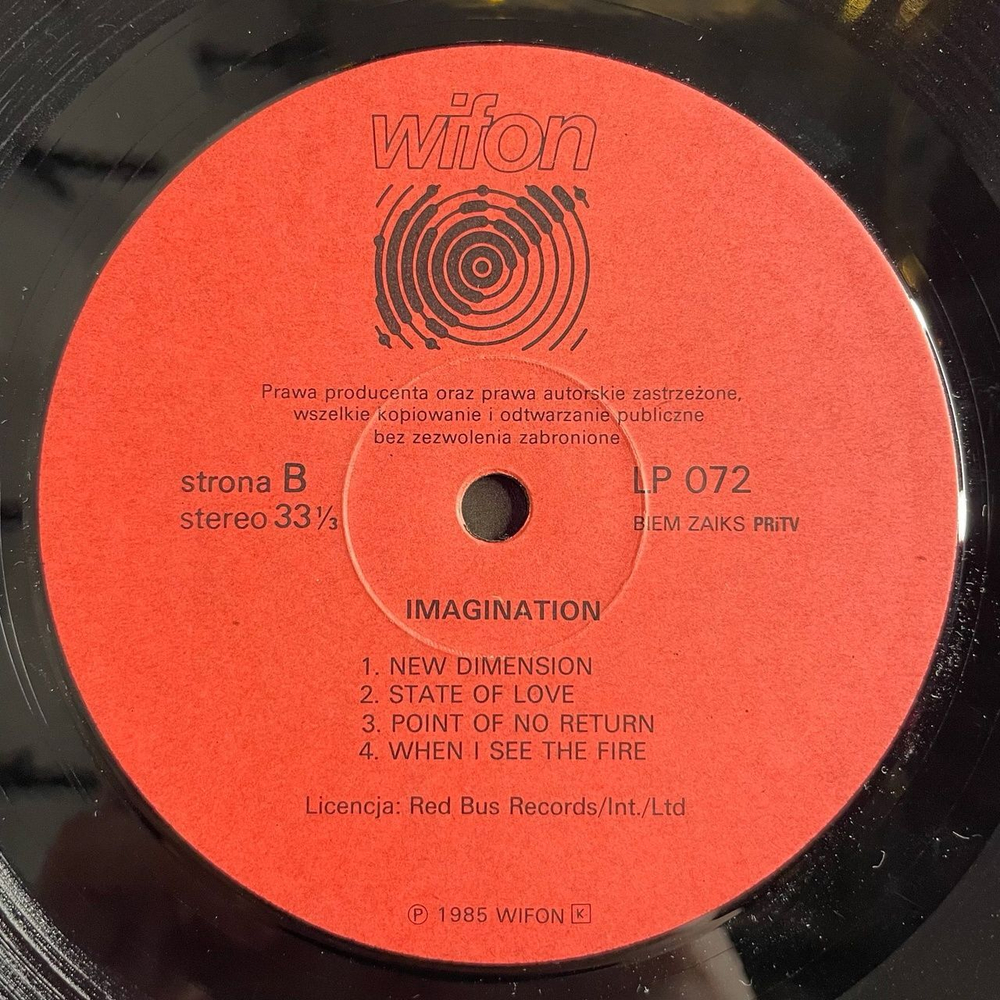 wifon
Prawa producenta oraz prawa autorskie zastrzeżone,
wszelkie kopiowanie i odtwarzanie publiczne
bez zezwolenia zabronione
strona B
stereo 33⅓
LP 072
BIEM ZAIKS PRiTV
IMAGINATION
1. NEW DIMENSION
2. STATE OF LOVE
3. POINT OF NO RETURN
4. WHEN I SEE THE FIRE
Licencja: Red Bus Records/Int./Ltd
℗ 1985 WIFON K